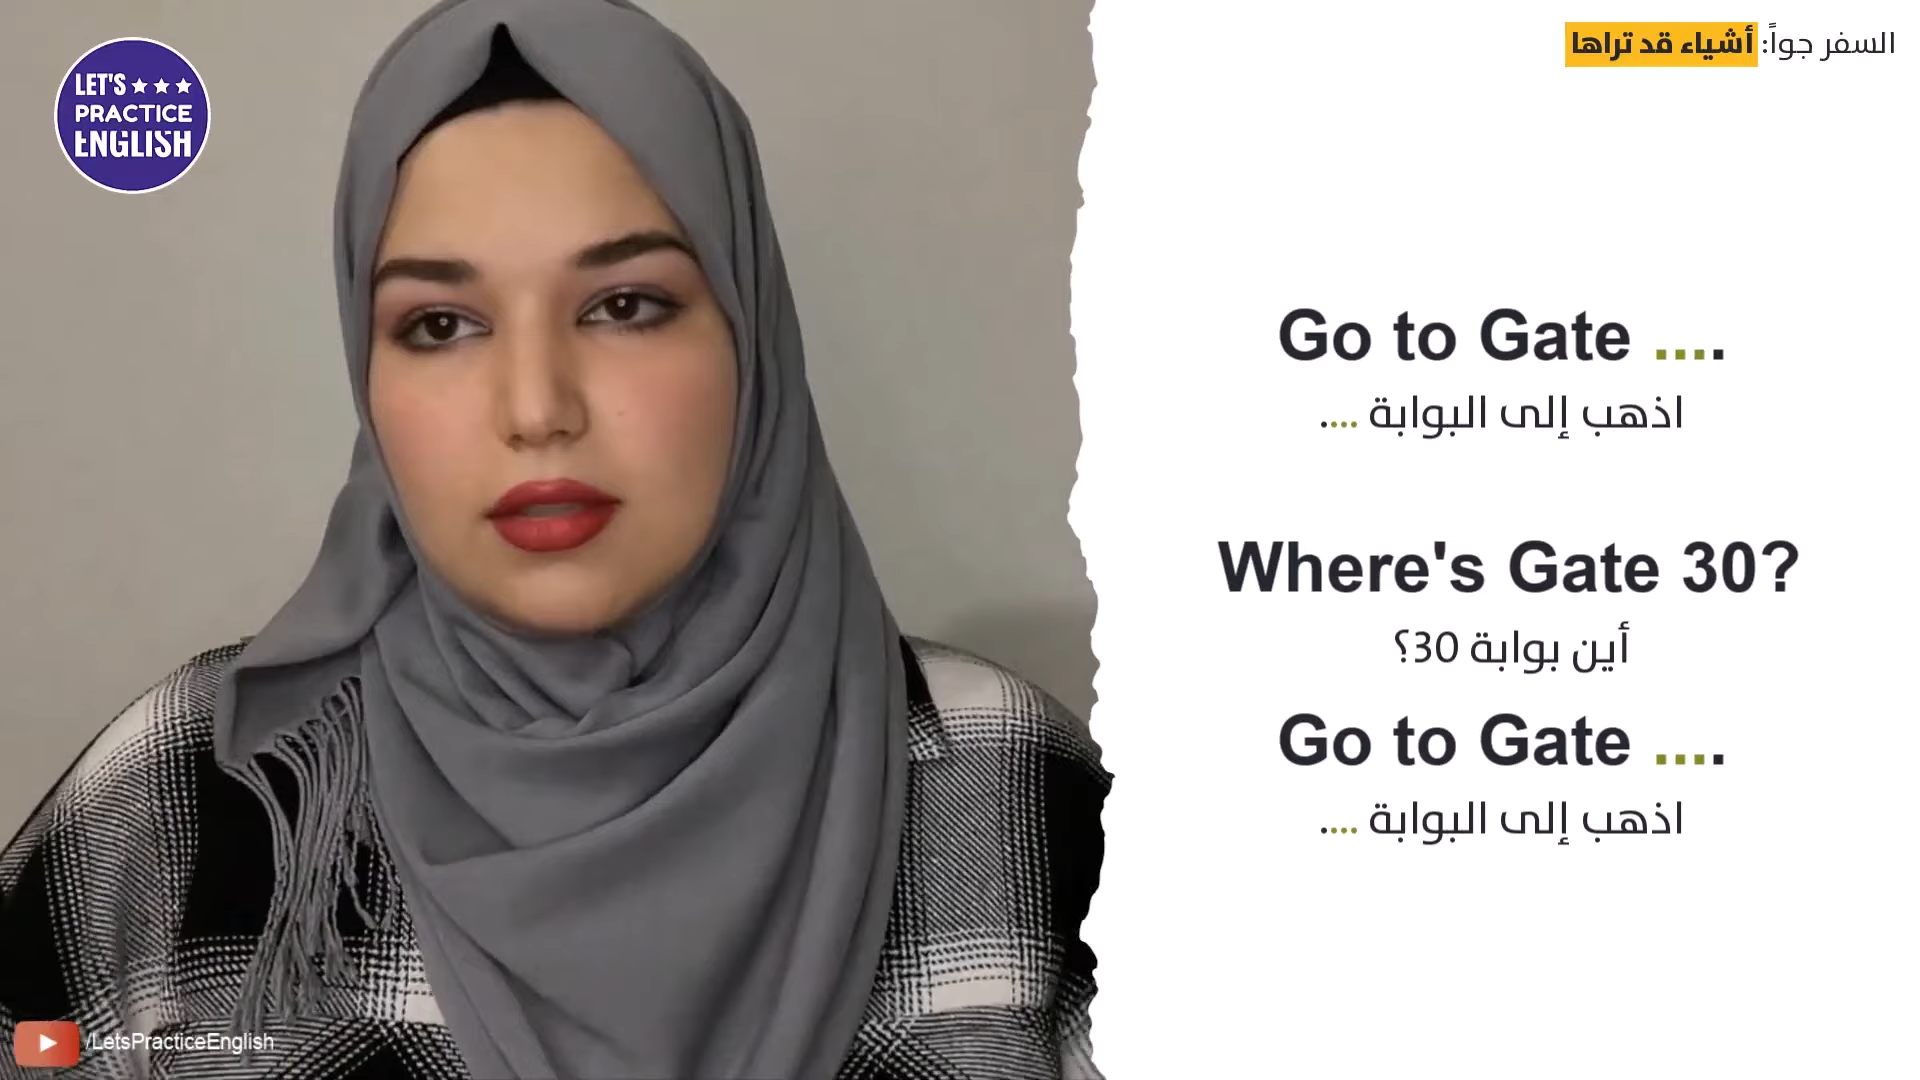 LET'S
PRACTICE
ENGLISH
السفر جواً: أشياء قد تراها
Go to Gate ....
اذهب إلى البوابة ....
Where's Gate 30?
أين بوابة 30؟
Go to Gate ....
اذهب إلى البوابة ....
/LetsPracticeEnglish